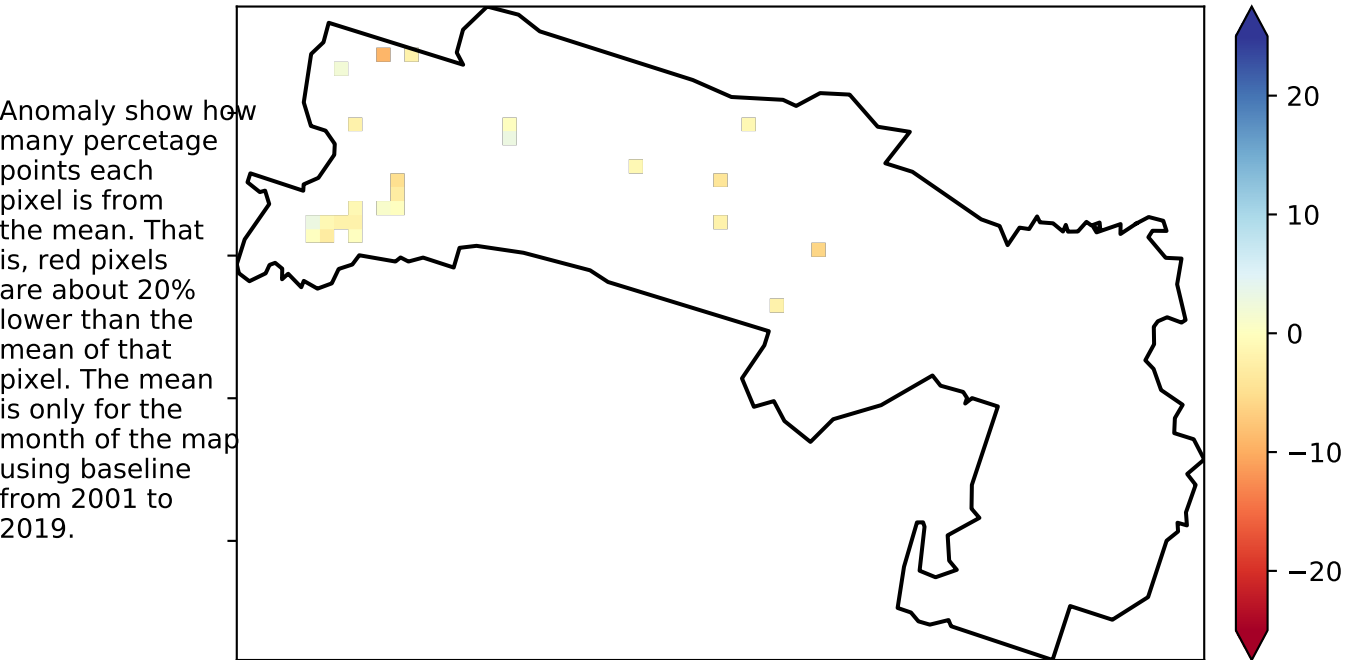 Anomaly show how
many percetage
points each
pixel is from
the mean. That
is, red pixels
are about 20%
lower than the
mean of that
pixel. The mean
is only for the
month of the map
using baseline
from 2001 to
2019.
20
10
0
−10
−20